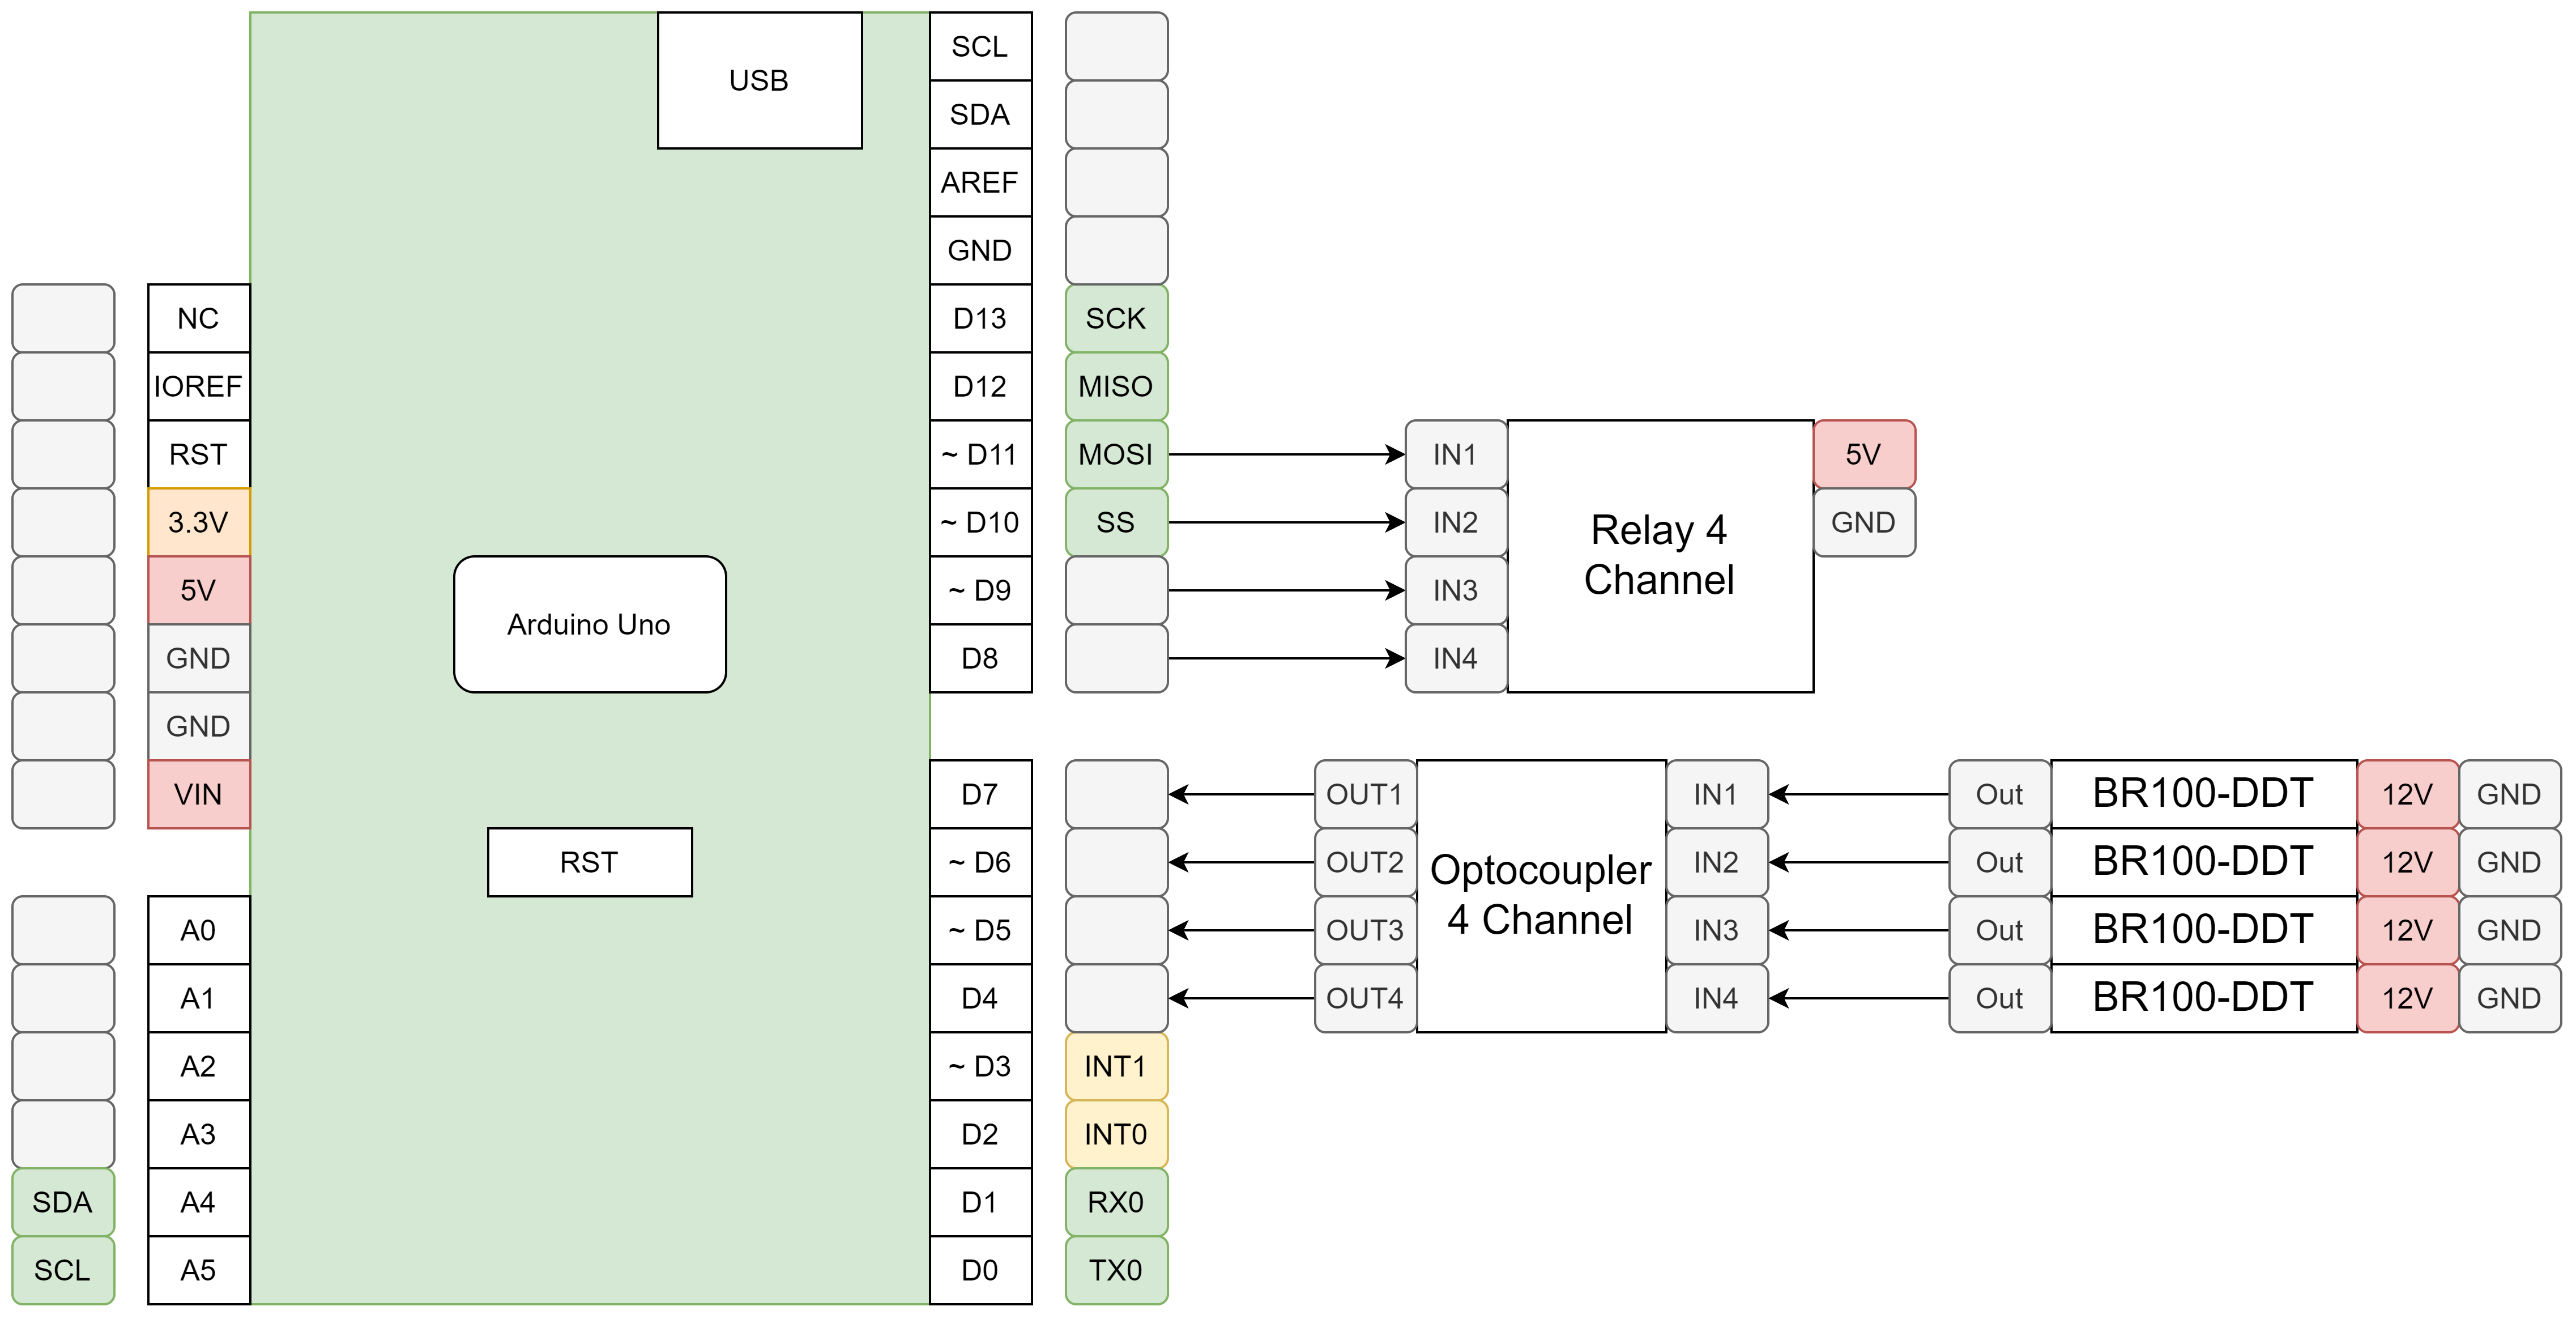 USB
Arduino Uno
RST
NC
IOREF
RST
3.3V
5V
GND
GND
VIN
A0
A1
A2
A3
SDA A4
SCL A5
SCL
SDA
AREF
GND
D13 SCK
D12 MISO
~ D11 MOSI
~ D10 SS
~ D9
D8
D7
~ D6
~ D5
D4
~ D3 INT1
D2 INT0
D1 RX0
D0 TX0
IN1
IN2
IN3
IN4
Relay 4
Channel
5V
GND
OUT1
OUT2
OUT3
OUT4
Optocoupler
4 Channel
IN1
IN2
IN3
IN4
Out BR100-DDT 12V GND
Out BR100-DDT 12V GND
Out BR100-DDT 12V GND
Out BR100-DDT 12V GND